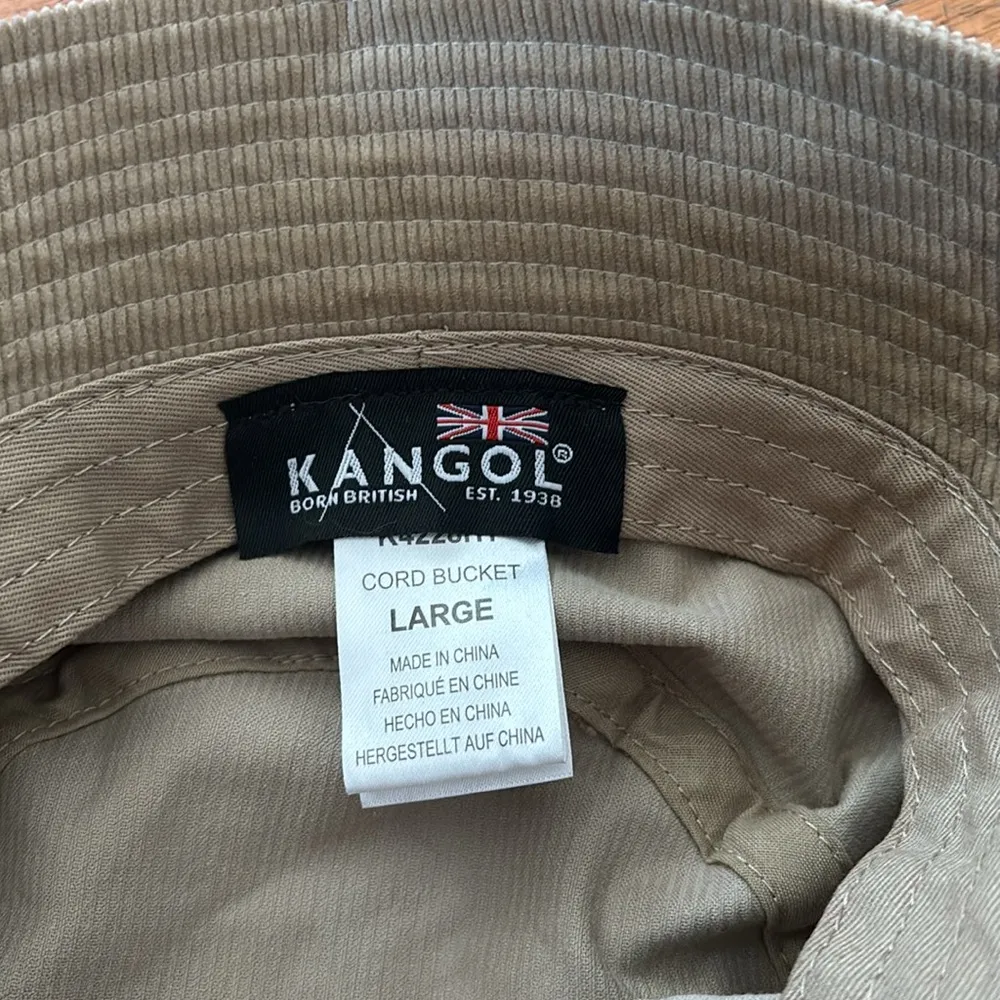 KANGOL®
BORN BRITISH EST. 1938
CORD BUCKET
LARGE
MADE IN CHINA
FABRIQUÉ EN CHINE
HECHO EN CHINA
HERGESTELLT AUF CHINA